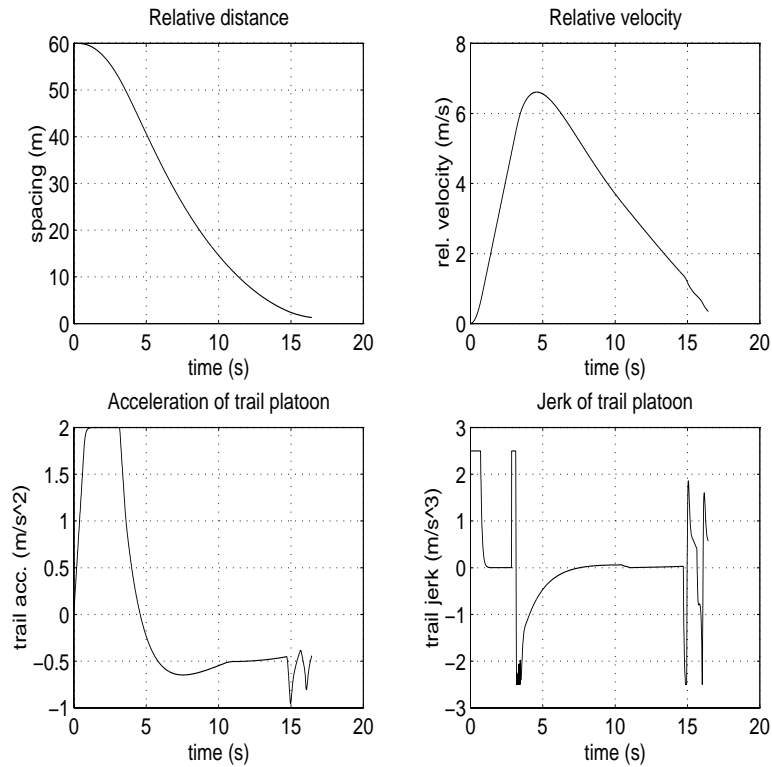 Relative distance
60
50
40
30
20
10
0
spacing (m)
0 5 10 15 20
time (s)
Relative velocity
8
6
4
2
0
rel. velocity (m/s)
0 5 10 15 20
time (s)
Acceleration of trail platoon
2
1.5
1
0.5
0
−0.5
−1
trail acc. (m/s^2)
0 5 10 15 20
time (s)
Jerk of trail platoon
3
2
1
0
−1
−2
−3
trail jerk (m/s^3)
0 5 10 15 20
time (s)